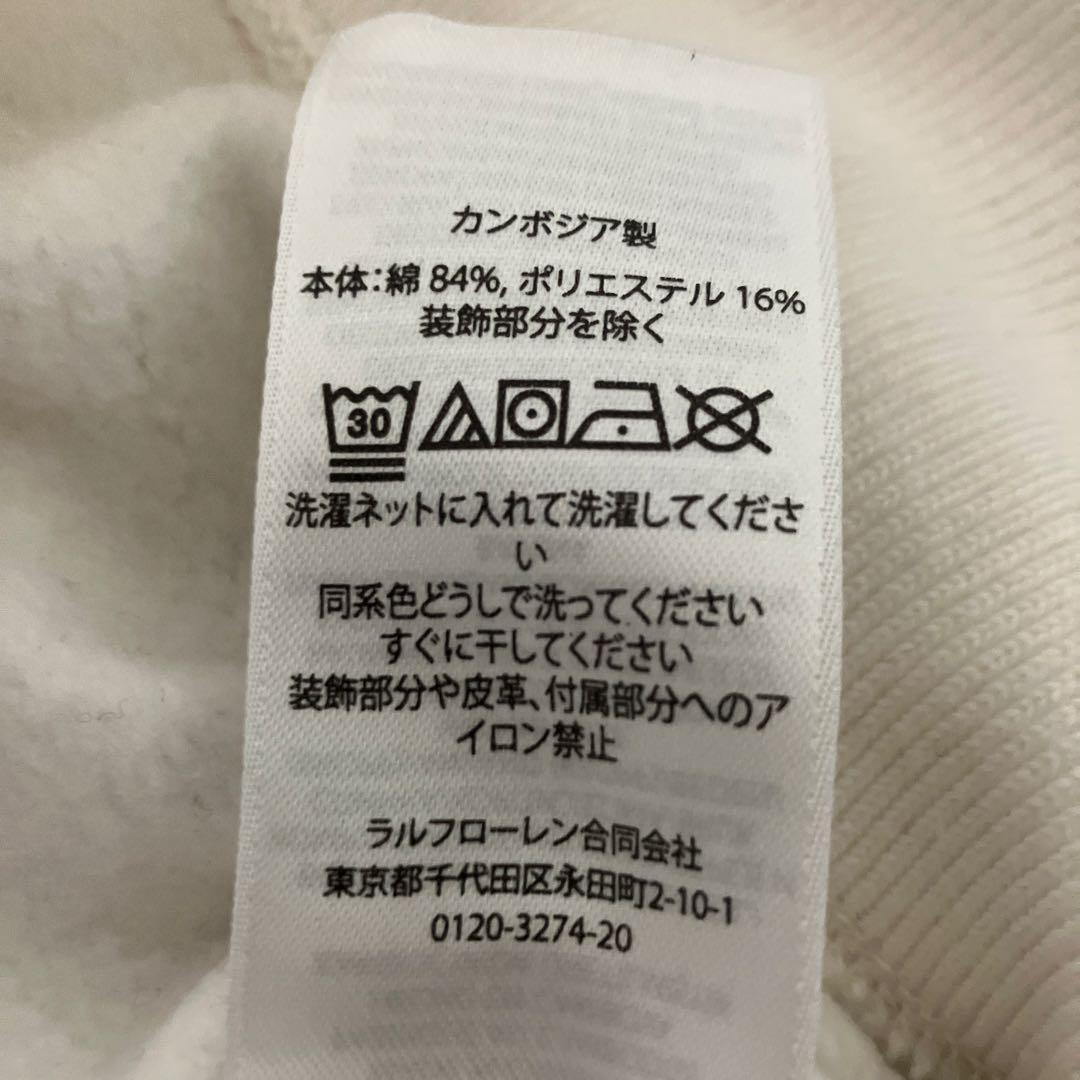 カンボジア製
本体:綿 84%, ポリエステル 16%
装飾部分を除く
30
洗濯ネットに入れて洗濯してくださ
い
同系色どうしで洗ってください
すぐに干してください
装飾部分や皮革、付属部分へのア
イロン禁止
ラルフローレン合同会社
東京都千代田区永田町2-10-1
0120-3274-20